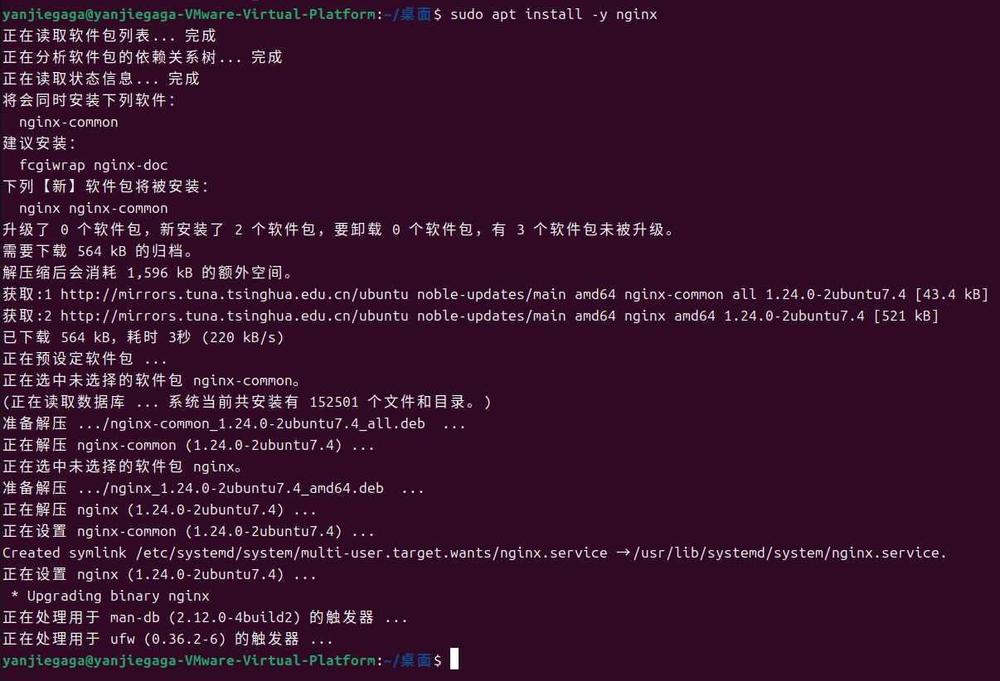 yanjiegaga@yanjiegaga-VMware-Virtual-Platform:~/桌面$ sudo apt install -y nginx
正在读取软件包列表... 完成
正在分析软件包的依赖关系树... 完成
正在读取状态信息... 完成
将会同时安装下列软件：
  nginx-common
建议安装：
  fcgiwrap nginx-doc
下列【新】软件包将被安装：
  nginx nginx-common
升级了 0 个软件包，新安装了 2 个软件包，要卸载 0 个软件包，有 3 个软件包未被升级。
需要下载 564 kB 的归档。
解压缩后会消耗 1,596 kB 的额外空间。
获取:1 http://mirrors.tuna.tsinghua.edu.cn/ubuntu noble-updates/main amd64 nginx-common all 1.24.0-2ubuntu7.4 [43.4 kB]
获取:2 http://mirrors.tuna.tsinghua.edu.cn/ubuntu noble-updates/main amd64 nginx amd64 1.24.0-2ubuntu7.4 [521 kB]
已下载 564 kB，耗时 3秒 (220 kB/s)
正在预设定软件包 ...
正在选中未选择的软件包 nginx-common。
(正在读取数据库 ... 系统当前共安装有 152501 个文件和目录。)
准备解压 .../nginx-common_1.24.0-2ubuntu7.4_all.deb  ...
正在解压 nginx-common (1.24.0-2ubuntu7.4) ...
正在选中未选择的软件包 nginx。
准备解压 .../nginx_1.24.0-2ubuntu7.4_amd64.deb  ...
正在解压 nginx (1.24.0-2ubuntu7.4) ...
正在设置 nginx-common (1.24.0-2ubuntu7.4) ...
Created symlink /etc/systemd/system/multi-user.target.wants/nginx.service → /usr/lib/systemd/system/nginx.service.
正在设置 nginx (1.24.0-2ubuntu7.4) ...
 * Upgrading binary nginx
正在处理用于 man-db (2.12.0-4build2) 的触发器 ...
正在处理用于 ufw (0.36.2-6) 的触发器 ...
yanjiegaga@yanjiegaga-VMware-Virtual-Platform:~/桌面$